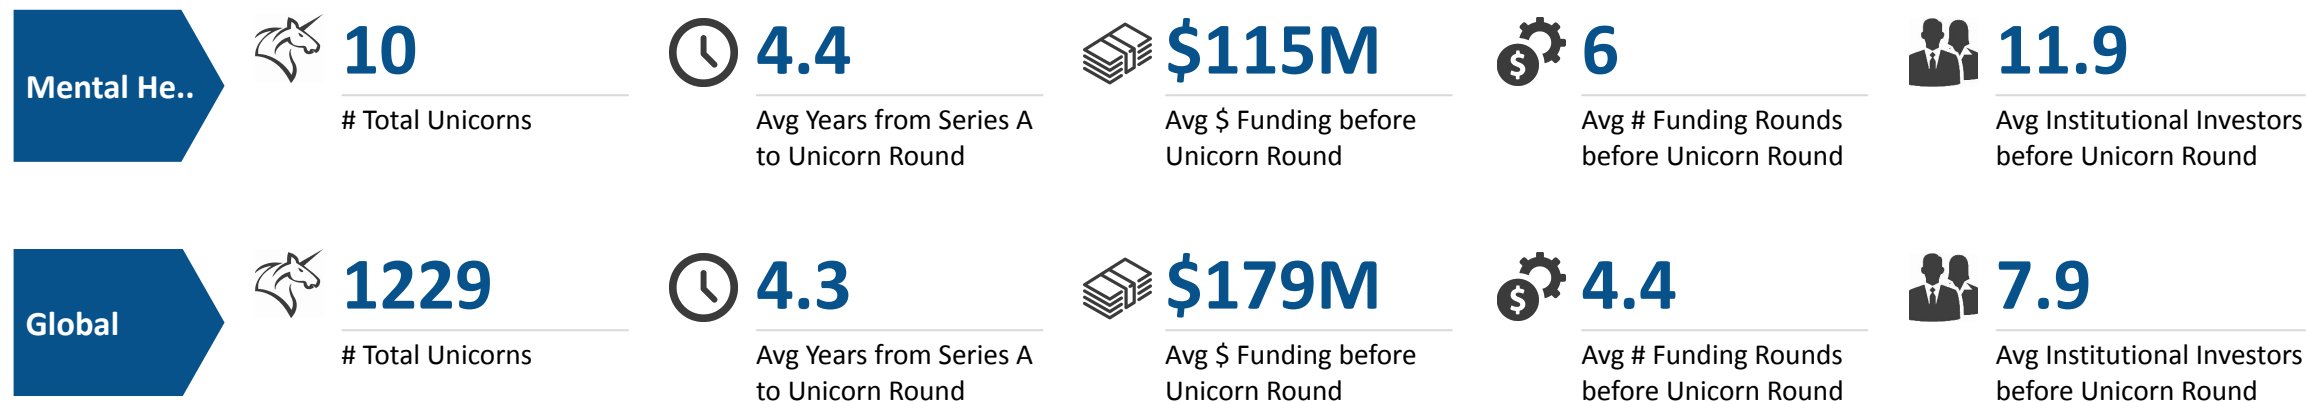 Mental He..
10
# Total Unicorns
4.4
Avg Years from Series A
to Unicorn Round
$115M
Avg $ Funding before
Unicorn Round
6
Avg # Funding Rounds
before Unicorn Round
11.9
Avg Institutional Investors
before Unicorn Round
Global
1229
# Total Unicorns
4.3
Avg Years from Series A
to Unicorn Round
$179M
Avg $ Funding before
Unicorn Round
4.4
Avg # Funding Rounds
before Unicorn Round
7.9
Avg Institutional Investors
before Unicorn Round